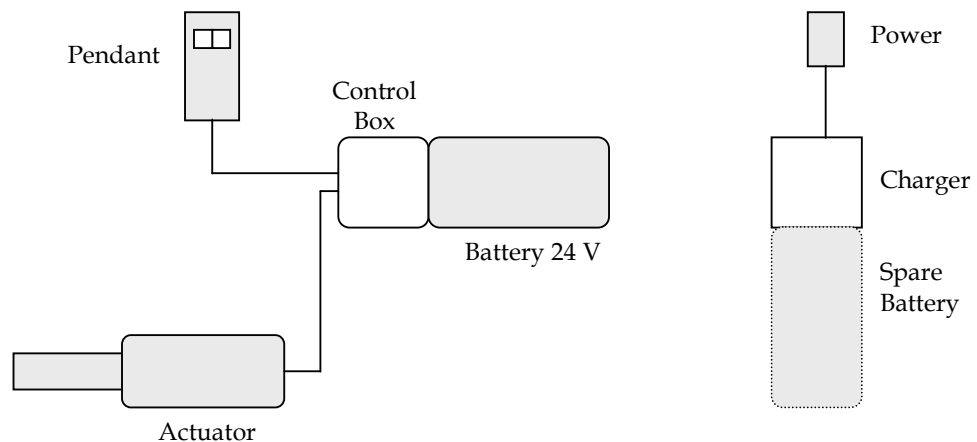 Pendant
Control
Box
Battery 24 V
Actuator
Power
Charger
Spare
Battery